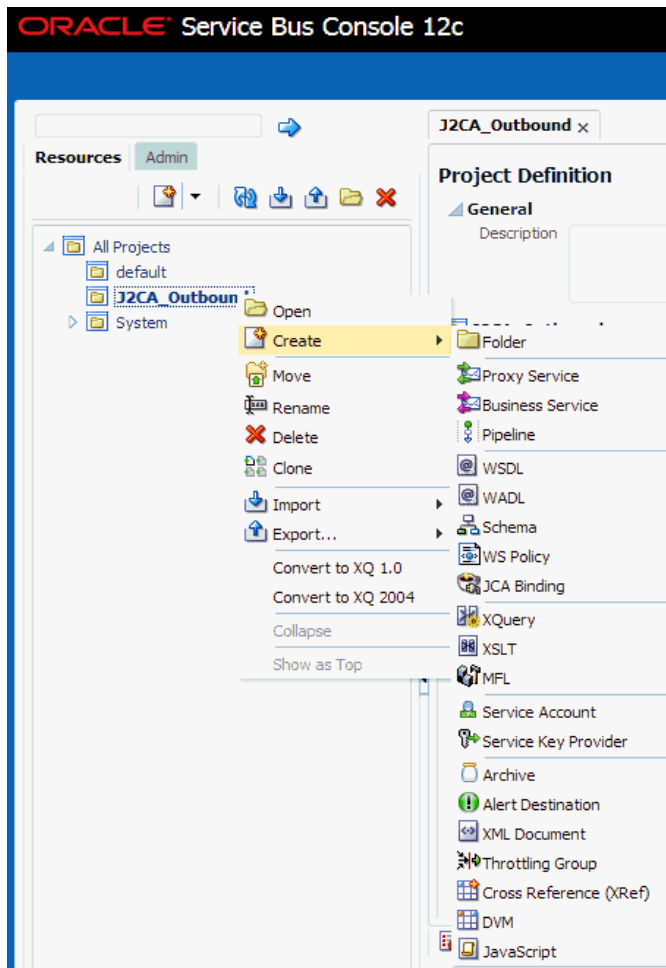 ORACLE Service Bus Console 12c
J2CA_Outbound ×
Resources Admin
Project Definition
General
Description
All Projects
default
J2CA_Outboun
System
Open
Create
Move
Rename
Delete
Clone
Import
Export...
Convert to XQ 1.0
Convert to XQ 2004
Collapse
Show as Top
Folder
Proxy Service
Business Service
Pipeline
WSDL
WADL
Schema
WS Policy
JCA Binding
XQuery
XSLT
MFL
Service Account
Service Key Provider
Archive
Alert Destination
XML Document
Throttling Group
Cross Reference (XRef)
DVM
JavaScript